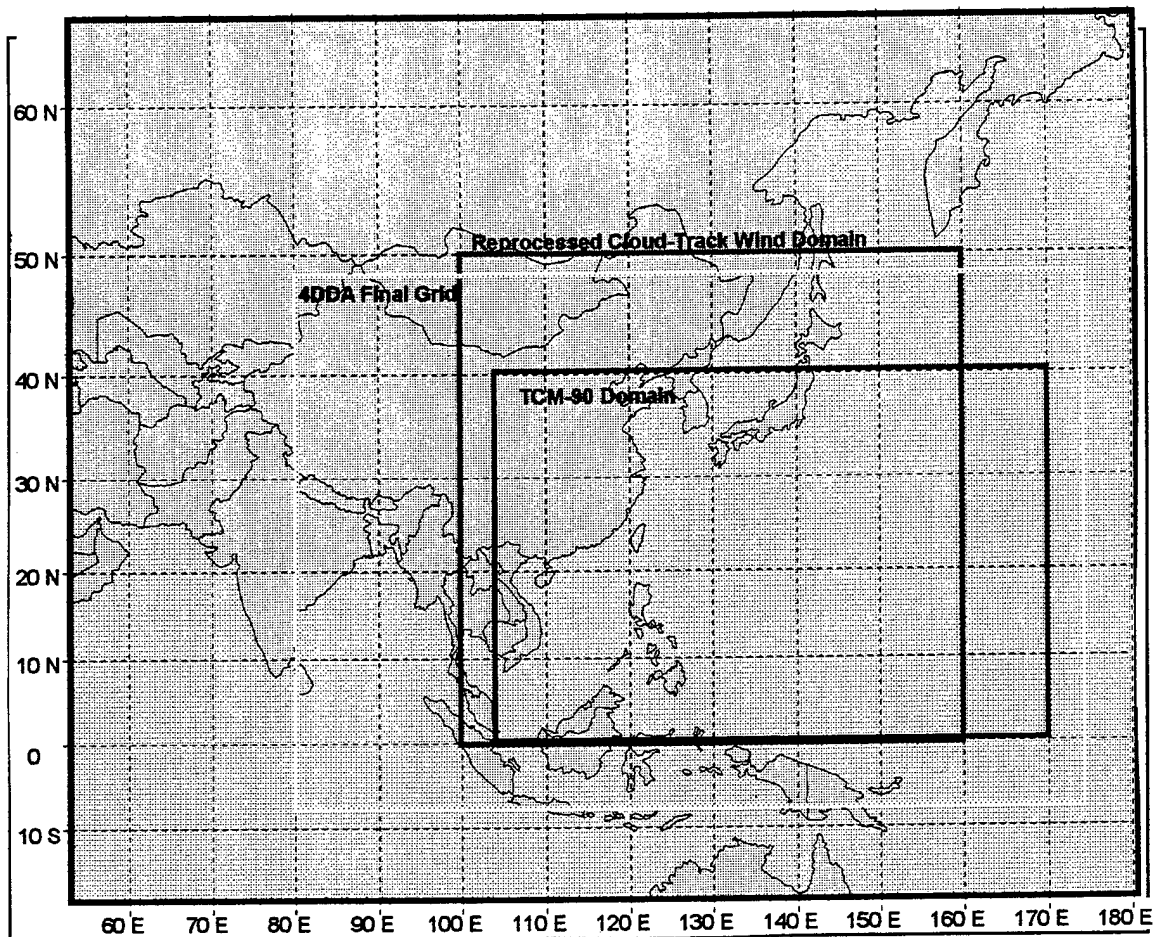 60 N
Reprocessed Cloud-Track Wind Domain
50 N
4DDA Final Grid
40 N
TCM-90 Domain
30 N
20 N
10 N
0
10 S
60 E 70 E 80 E 90 E 100 E 110 E 120 E 130 E 140 E 150 E 160 E 170 E 180 E